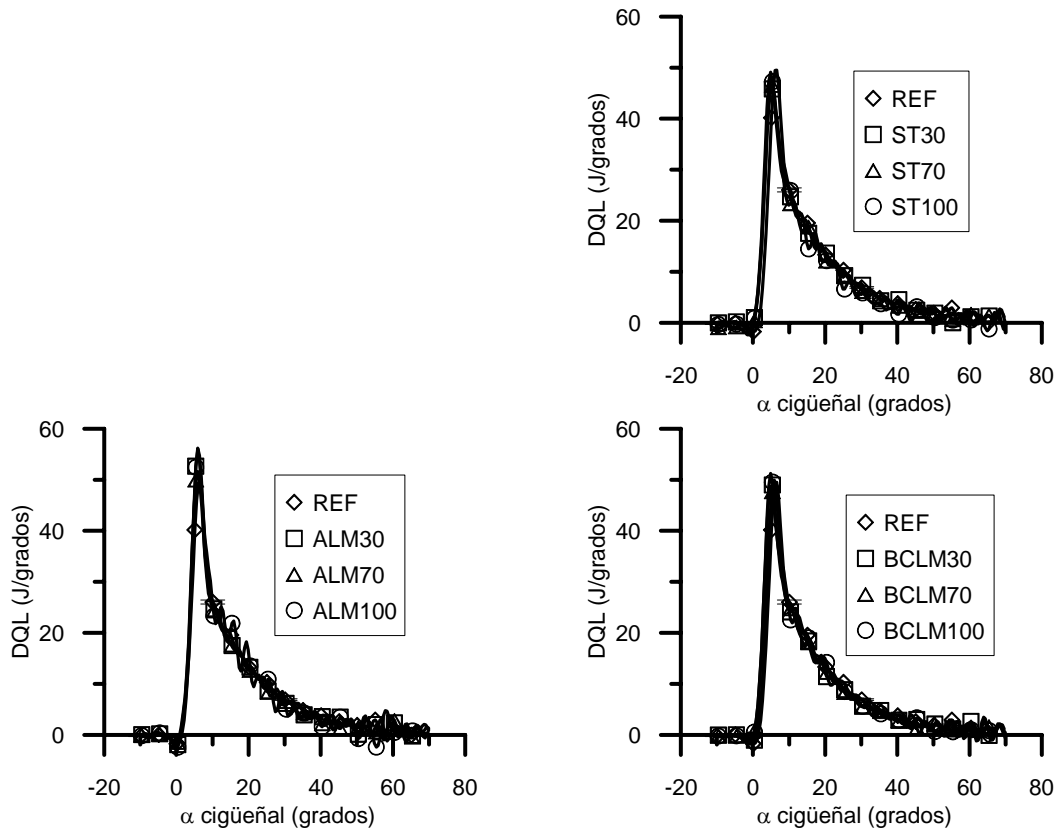 60
40
20
0
DQL (J/grados)
REF
ST30
ST70
ST100
-20 0 20 40 60 80
α cigüeñal (grados)
60
40
20
0
DQL (J/grados)
REF
ALM30
ALM70
ALM100
-20 0 20 40 60 80
α cigüeñal (grados)
60
40
20
0
DQL (J/grados)
REF
BCLM30
BCLM70
BCLM100
-20 0 20 40 60 80
α cigüeñal (grados)